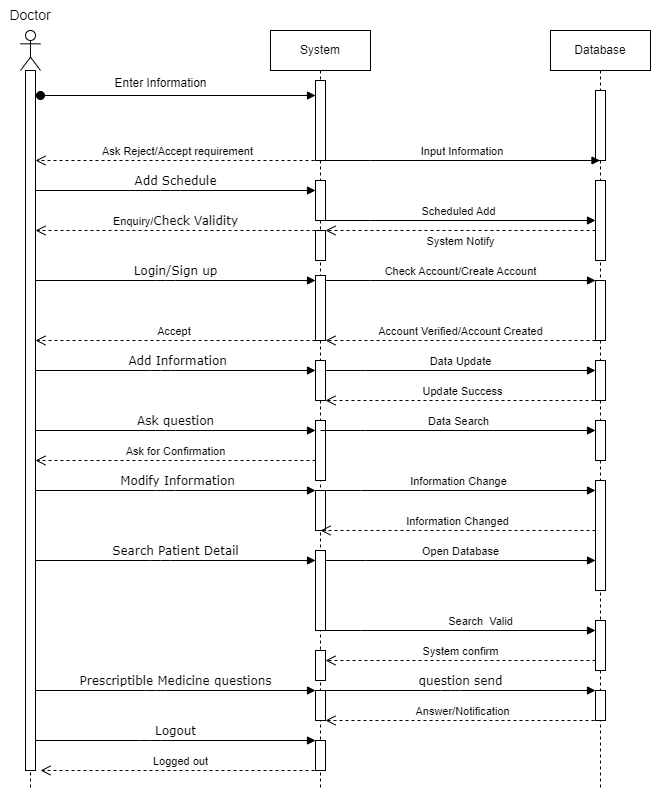 Doctor
System
Database
Enter Information
Ask Reject/Accept requirement
Input Information
Add Schedule
Scheduled Add
Enquiry/Check Validity
System Notify
Login/Sign up
Check Account/Create Account
Accept
Account Verified/Account Created
Add Information
Data Update
Update Success
Ask question
Data Search
Ask for Confirmation
Modify Information
Information Change
Information Changed
Search Patient Detail
Open Database
Search  Valid
System confirm
Prescriptible Medicine questions
question send
Answer/Notification
Logout
Logged out